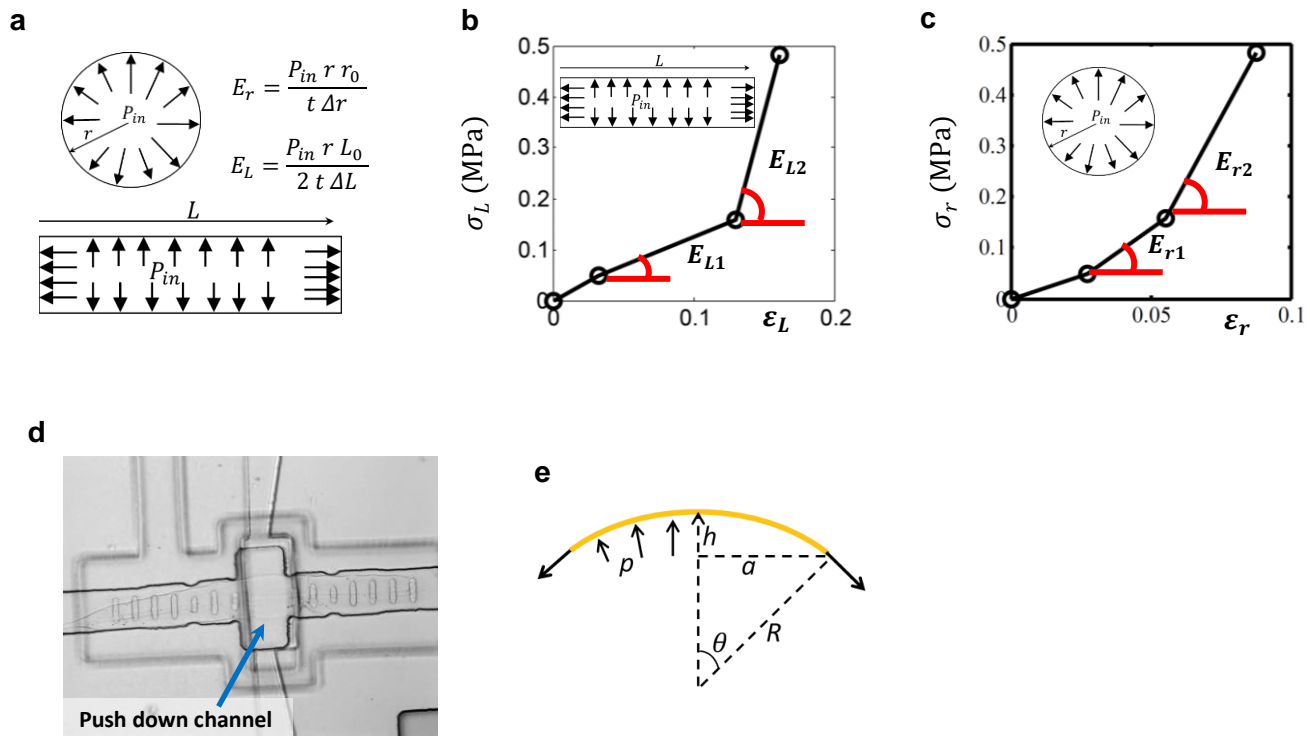 a
P_in
r
E_r = P_in r r_0 / t Δr
E_L = P_in r L_0 / 2 t ΔL
L
P_in
b
σ_L (MPa)
0.5
0.4
0.3
0.2
0.1
0
L
P_in
E_L2
E_L1
0
0.1
0.2
ε_L
c
σ_r (MPa)
0.5
0.4
0.3
0.2
0.1
0
P_in
r
E_r2
E_r1
0
0.05
0.1
ε_r
d
Push down channel
e
h
p
a
θ
R